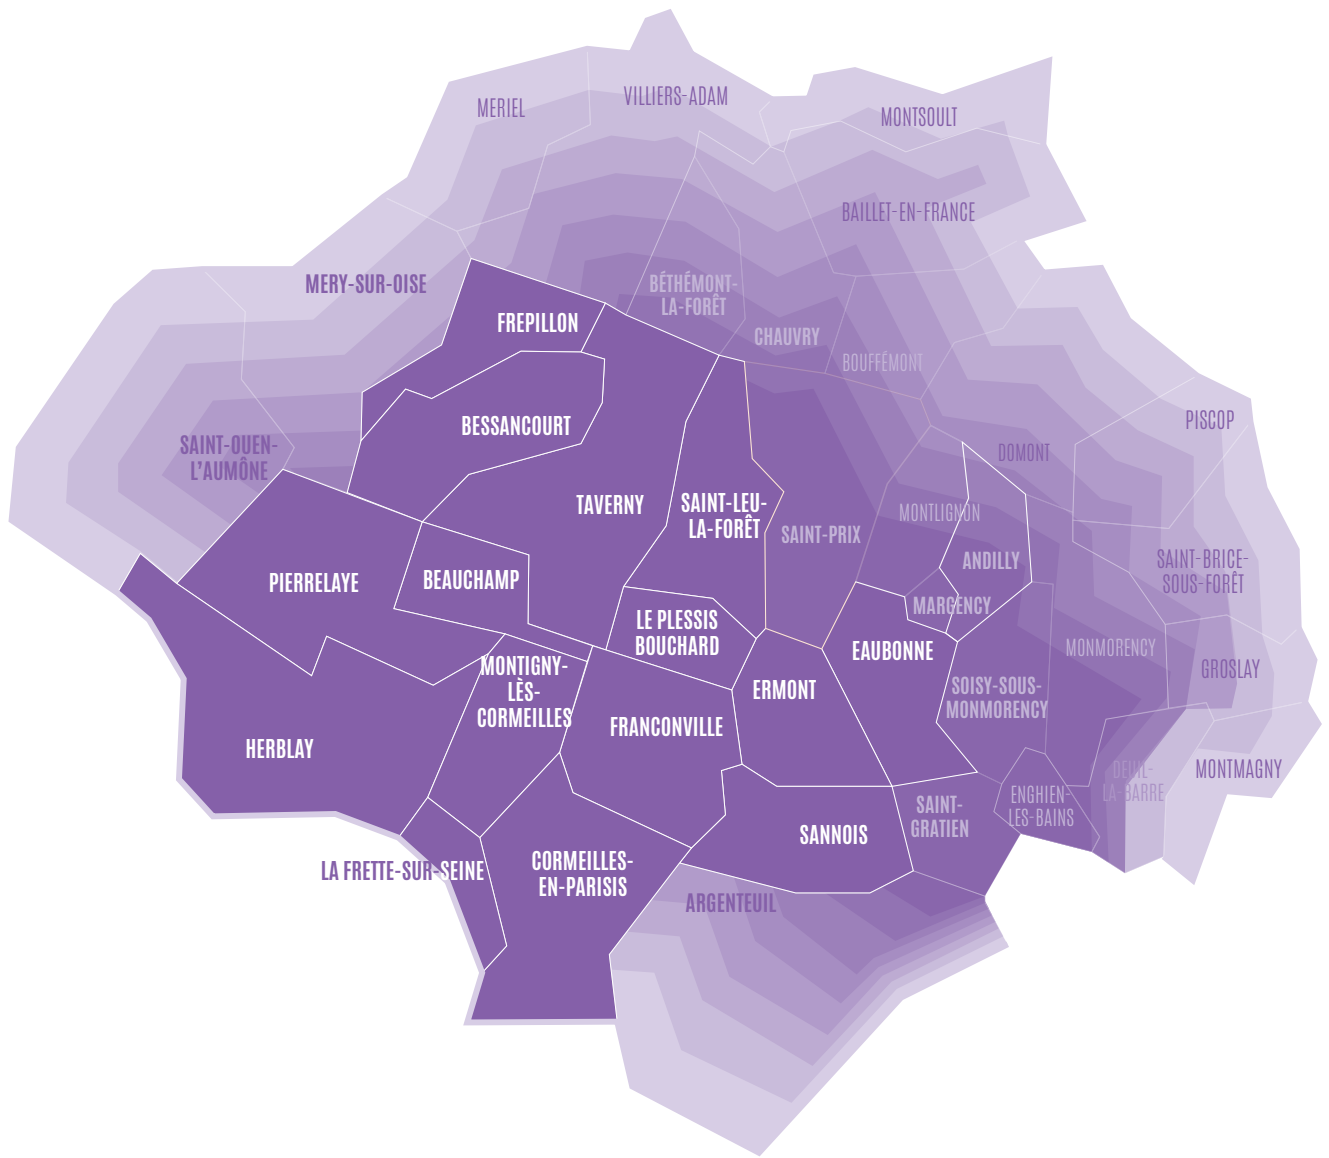 VILLIERS-ADAM
MERIEL
MONTSOULT
BAILLET-EN-FRANCE
MERY-SUR-OISE
BÉTHÉMONT-
LA-FORÊT
FREPILLON
CHAUVRY
BOUFFÉMONT
PISCOP
BESSANCOURT
SAINT-OUEN-
L'AUMÔNE
DOMONT
TAVERNY
SAINT-LEU-
LA-FORÊT
MONTLIGNON
SAINT-PRIX
ANDILLY
SAINT-BRICE-
SOUS-FORÊT
PIERRELAYE
BEAUCHAMP
MARGENCY
LE PLESSIS
BOUCHARD
EAUBONNE
MONMORENCY
GROSLAY
MONTIGNY-
LÈS-
CORMEILLES
ERMONT
SOISY-SOUS-
MONMORENCY
FRANCONVILLE
HERBLAY
MONTMAGNY
DEUIL-
LA-BARRE
ENGHIEN-
LES-BAINS
SAINT-
GRATIEN
SANNOIS
LA FRETTE-SUR-SEINE
CORMEILLES-
EN-PARISIS
ARGENTEUIL